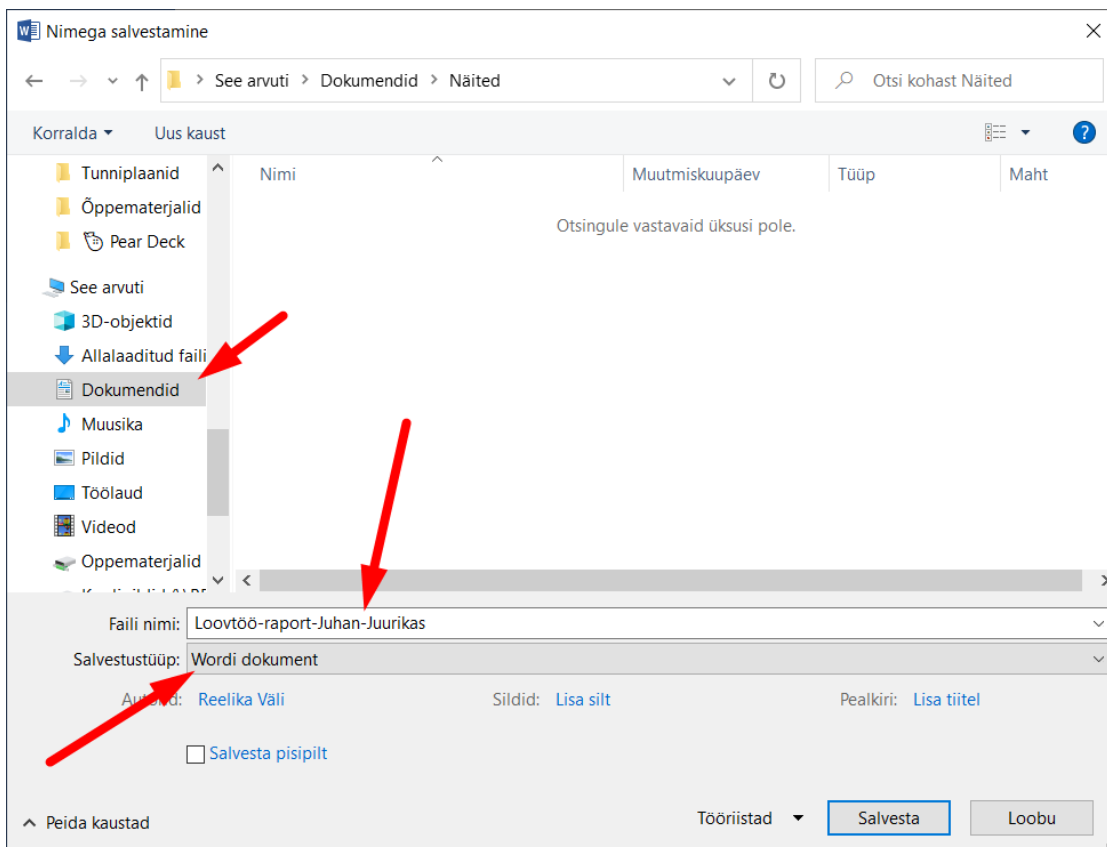 Nimega salvestamine
See arvuti > Dokumendid > Näited
Otsi kohast Näited
Korralda
Uus kaust
Tunniplaanid
Õppematerjalid
Pear Deck
See arvuti
3D-objektid
Allalaaditud faili
Dokumendid
Muusika
Pildid
Töölaud
Videod
Oppematerjalid
Nimi
Muutmiskuupäev
Tüüp
Maht
Otsingule vastavaid üksusi pole.
Faili nimi: Loovtöö-raport-Juhan-Juurikas
Salvestustüüp: Wordi dokument
Reelika Väli
Sildid: Lisa silt
Pealkiri: Lisa tiitel
Salvesta pisipilt
Peida kaustad
Tööriistad
Salvesta
Loobu